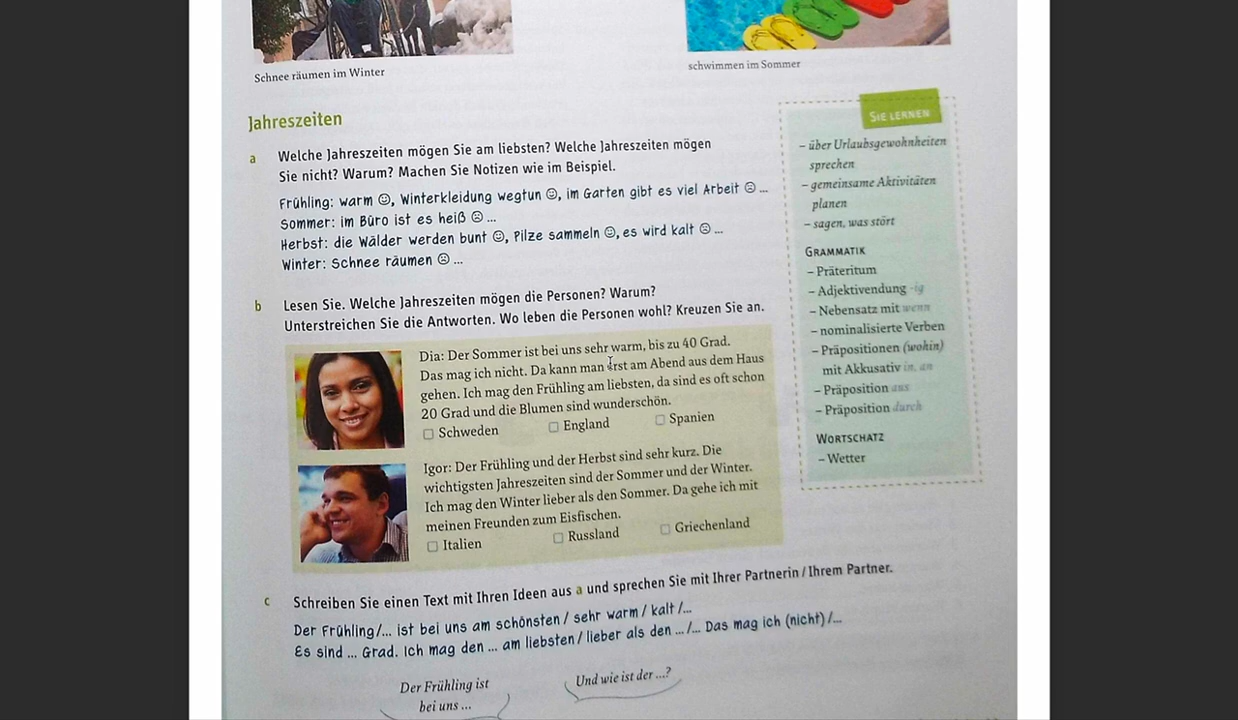 Schnee räumen im Winter
schwimmen im Sommer
Jahreszeiten
a Welche Jahreszeiten mögen Sie am liebsten? Welche Jahreszeiten mögen
Sie nicht? Warum? Machen Sie Notizen wie im Beispiel.
Frühling: warm ☺, Winterkleidung wegtun ☺, im Garten gibt es viel Arbeit ☹ ...
Sommer: im Büro ist es heiß ☹ ...
Herbst: die Wälder werden bunt ☺, Pilze sammeln ☺, es wird kalt ☹ ...
Winter: Schnee räumen ☹ ...
b Lesen Sie. Welche Jahreszeiten mögen die Personen? Warum?
Unterstreichen Sie die Antworten. Wo leben die Personen wohl? Kreuzen Sie an.
Dia: Der Sommer ist bei uns sehr warm, bis zu 40 Grad.
Das mag ich nicht. Da kann man erst am Abend aus dem Haus
gehen. Ich mag den Frühling am liebsten, da sind es oft schon
20 Grad und die Blumen sind wunderschön.
☐ Schweden ☐ England ☐ Spanien
Igor: Der Frühling und der Herbst sind sehr kurz. Die
wichtigsten Jahreszeiten sind der Sommer und der Winter.
Ich mag den Winter lieber als den Sommer. Da gehe ich mit
meinen Freunden zum Eisfischen.
☐ Italien ☐ Russland ☐ Griechenland
c Schreiben Sie einen Text mit Ihren Ideen aus a und sprechen Sie mit Ihrer Partnerin / Ihrem Partner.
Der Frühling /... ist bei uns am schönsten / sehr warm / kalt /...
Es sind ... Grad. Ich mag den ... am liebsten / lieber als den ... /... Das mag ich (nicht) /...
Der Frühling ist
bei uns ...
Und wie ist der ...?
SIE LERNEN
– über Urlaubsgewohnheiten
sprechen
– gemeinsame Aktivitäten
planen
– sagen, was stört
GRAMMATIK
– Präteritum
– Adjektivendung -ig
– Nebensatz mit wenn
– nominalisierte Verben
– Präpositionen (wohin)
mit Akkusativ in, an
– Präposition aus
– Präposition durch
WORTSCHATZ
– Wetter